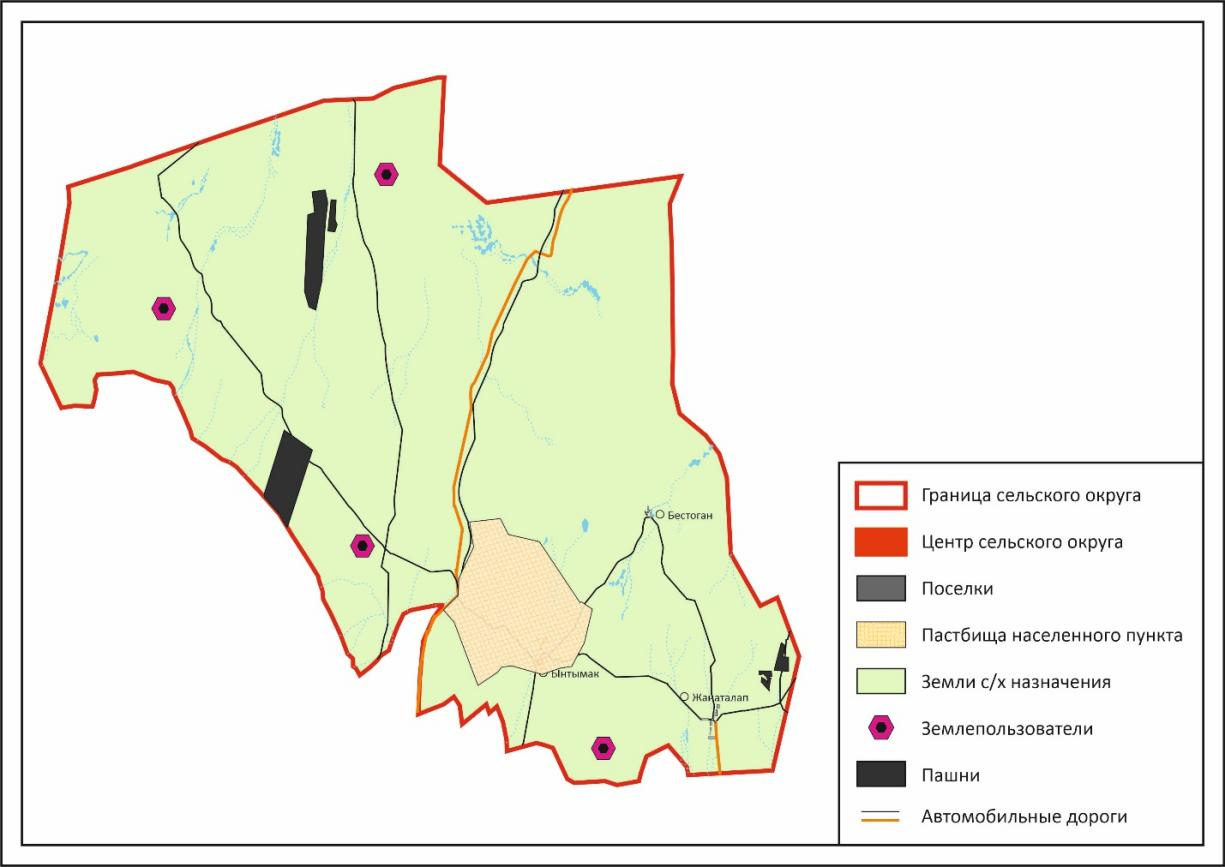 Бестоган
Ынтымак
Жанаталап
Граница сельского округа
Центр сельского округа
Поселки
Пастбища населенного пункта
Земли с/х назначения
Землепользователи
Пашни
Автомобильные дороги